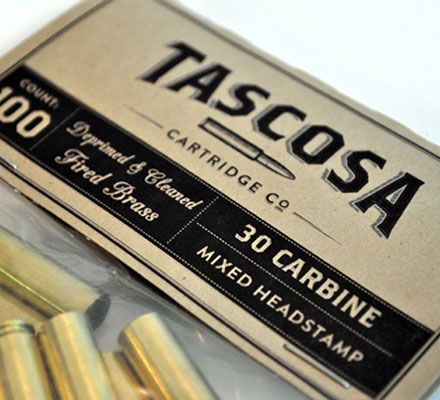 TASCOSA
CARTRIDGE Co
COUNT:
100
Deprimed & Cleaned
Fired Brass
30 CARBINE
MIXED HEADSTAMP